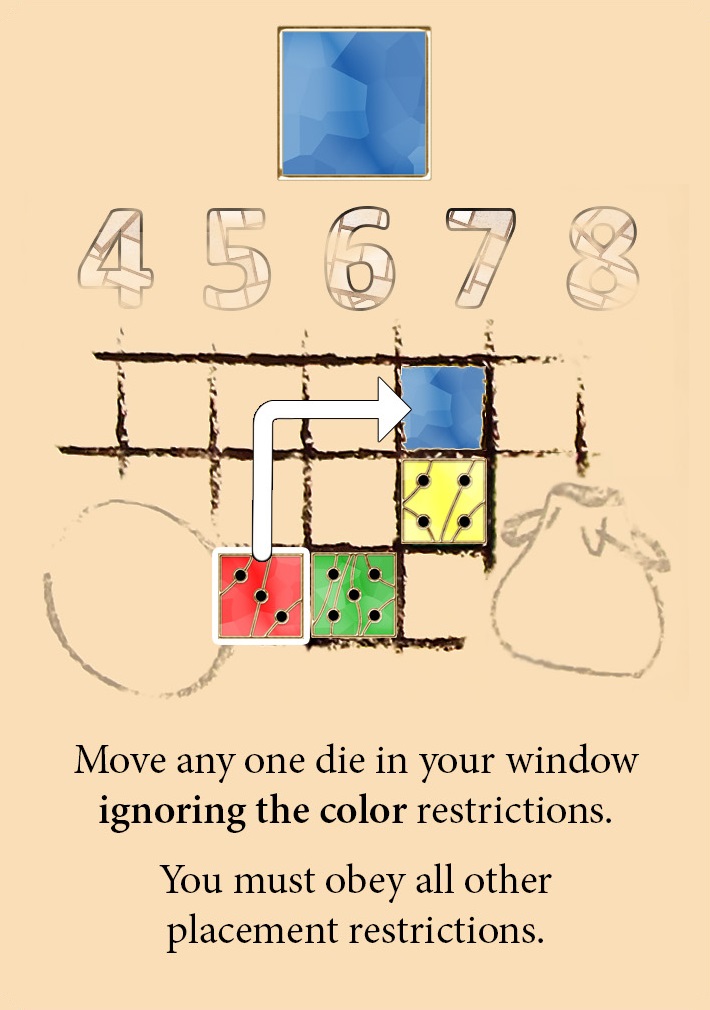 4 5 6 7 8
Move any one die in your window
ignoring the color restrictions.
You must obey all other
placement restrictions.